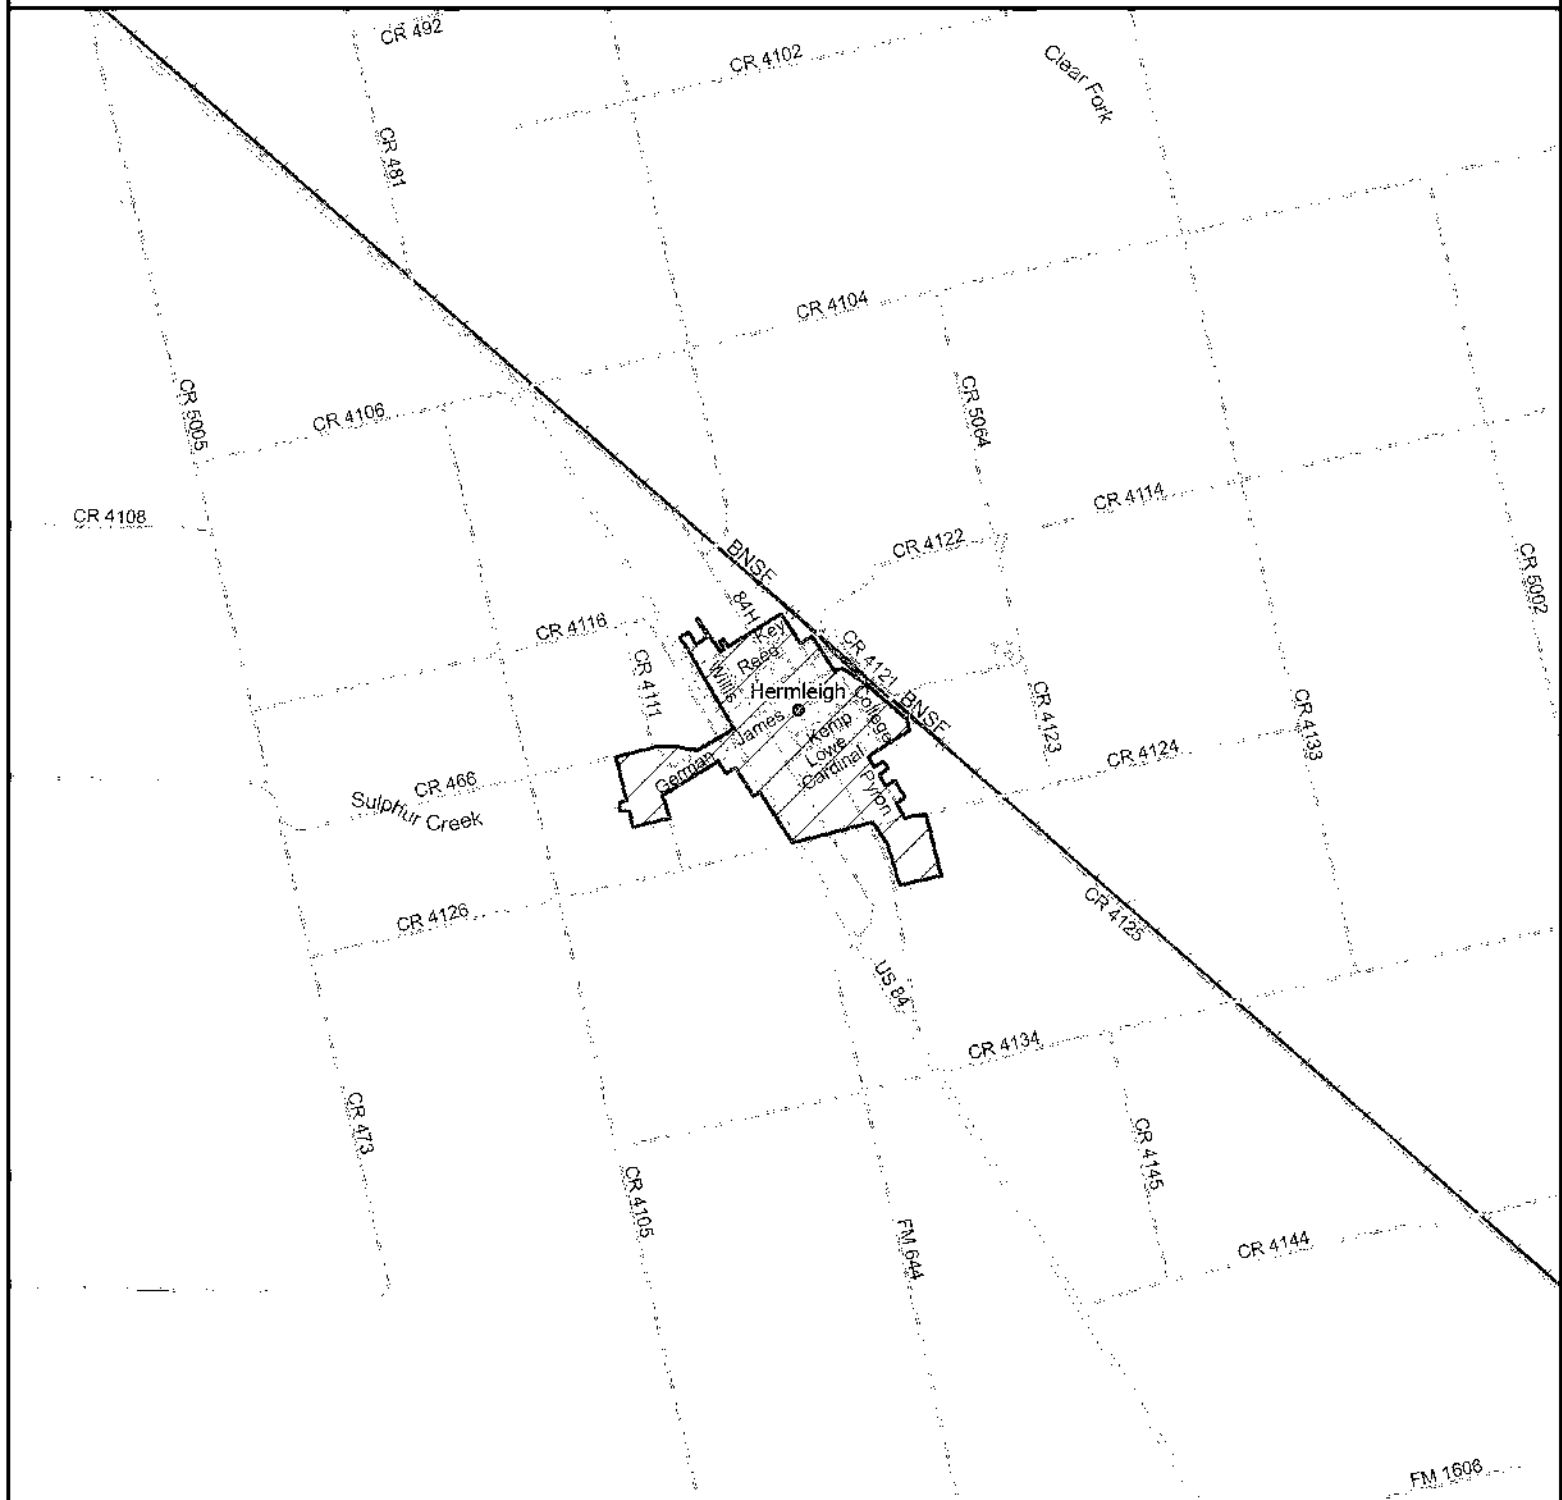 CR 492
CR 4102
Clear Fork
CR 481
CR 4104
CR 5005
CR 4106
CR 5064
CR 4108
CR 4114
CR 4122
BNSF
CR 5002
84H
CR 4116
Key
Reeg
CR 4121
CR 4111
Willis
Hermleigh
College
BNSF
CR 4123
CR 4133
James
Kemp
Lowe
Cardinal
CR 4124
German
CR 466
Pyron
Sulphur Creek
CR 4125
CR 4126
US 84
CR 4134
CR 473
CR 4145
CR 4105
FM 644
CR 4144
FM 1606